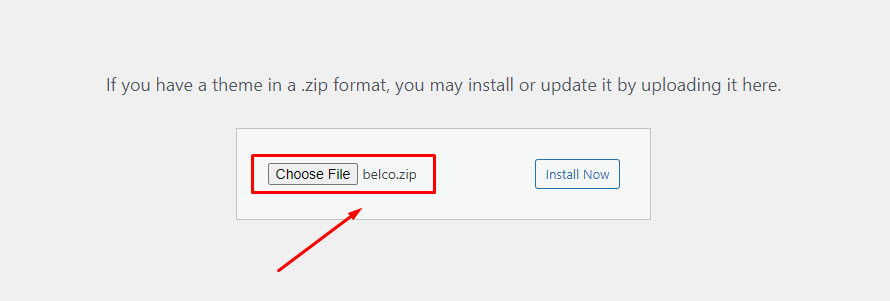 If you have a theme in a .zip format, you may install or update it by uploading it here.
Choose File belco.zip Install Now